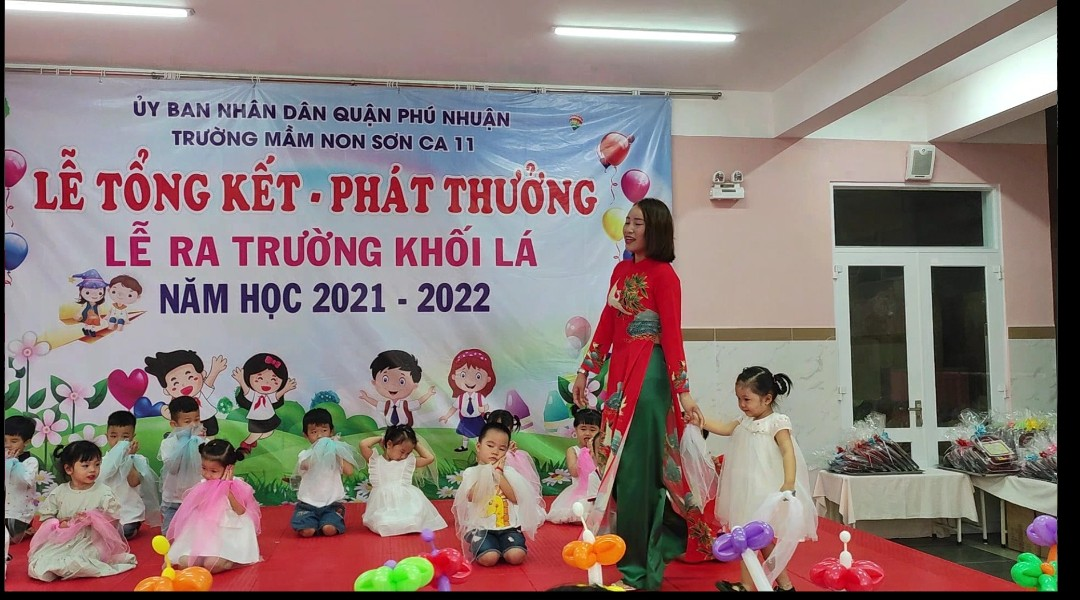 ỦY BAN NHÂN DÂN QUẬN PHÚ NHUẬN
TRƯỜNG MẦM NON SƠN CA 11
LỄ TỔNG KẾT - PHÁT THƯỞNG
LỄ RA TRƯỜNG KHỐI LÁ
NĂM HỌC 2021 - 2022